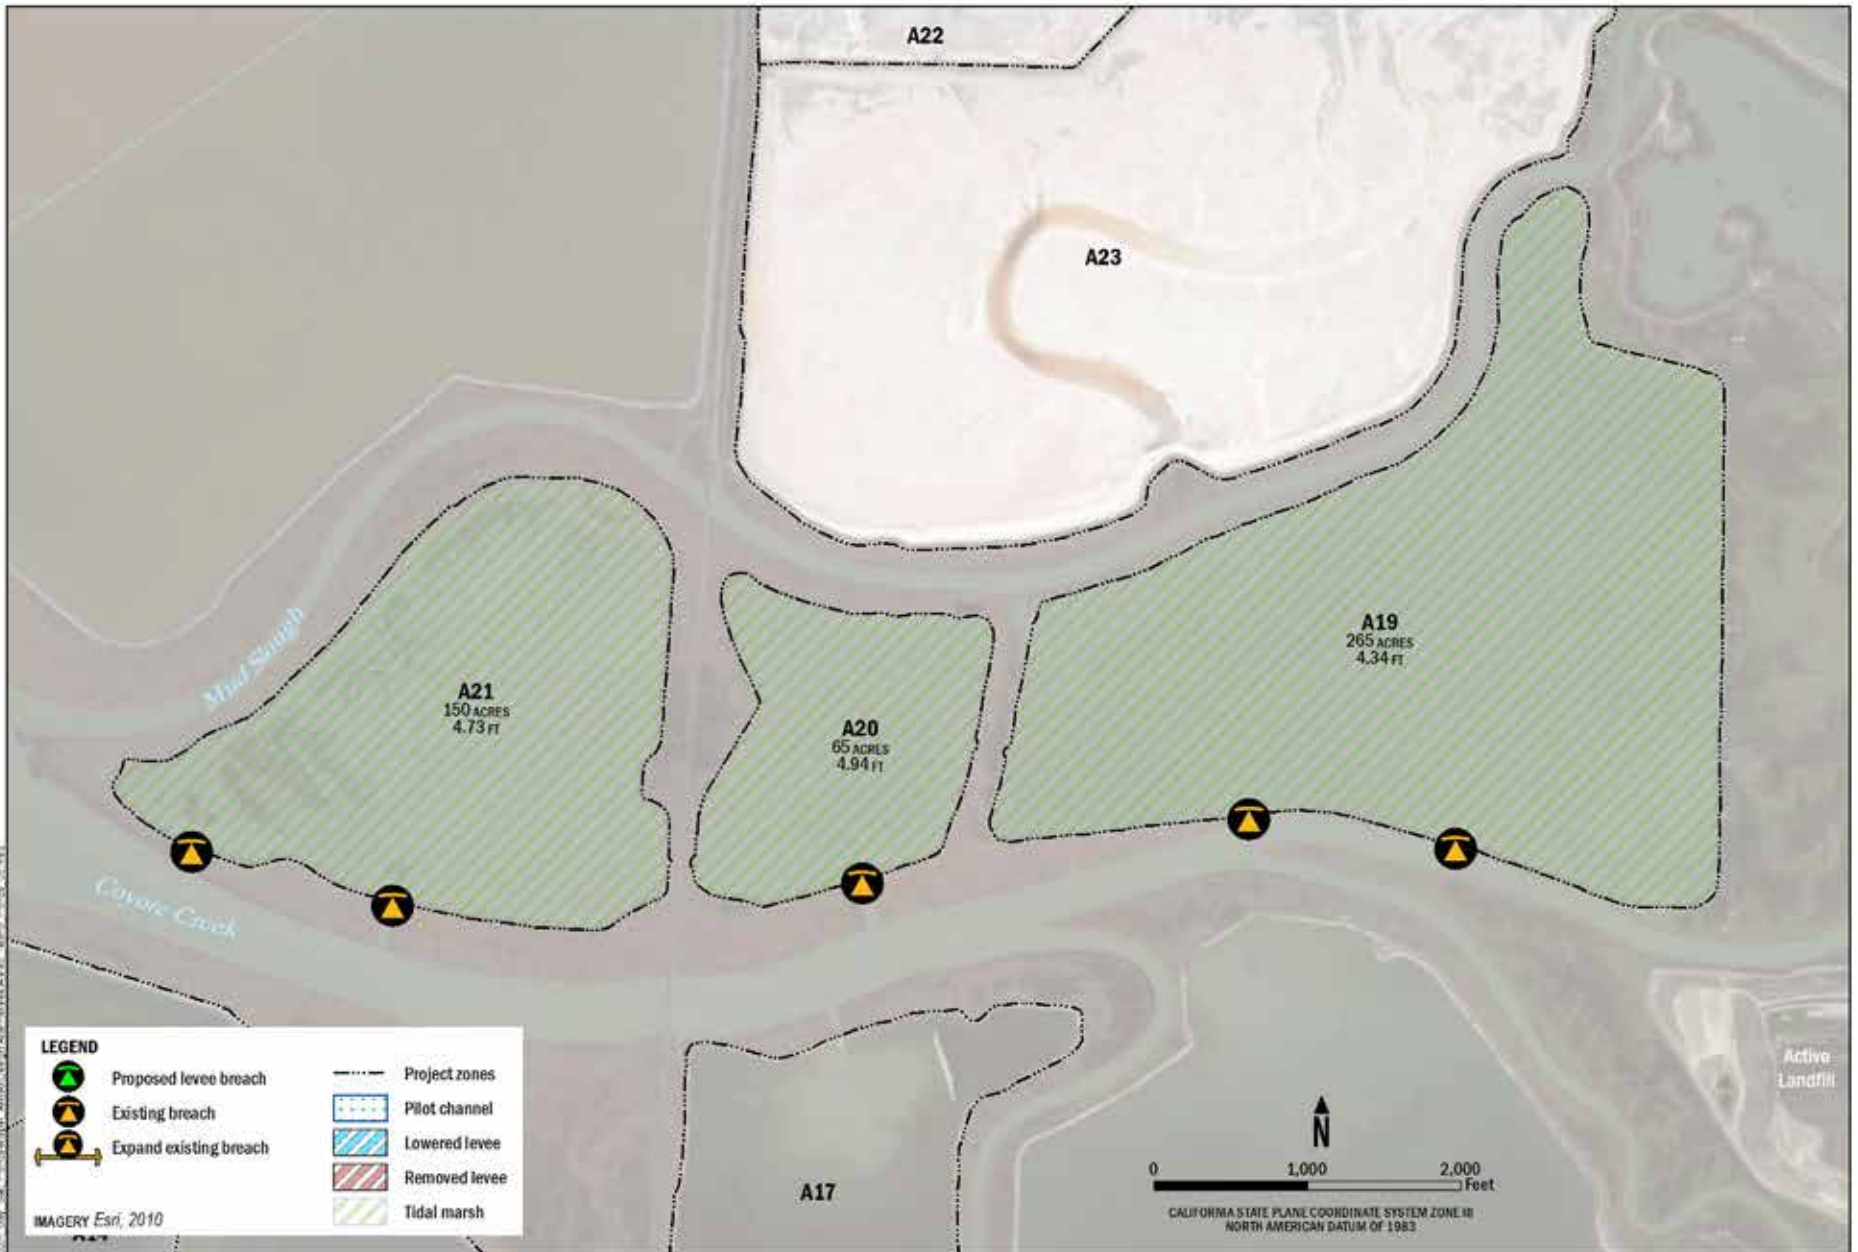 A22
A23
A19
265 ACRES
4.34 FT
A21
150 ACRES
4.73 FT
A20
65 ACRES
4.94 FT
Mud Slough
Coyote Creek
Active
Landfill
A17
N
0 1,000 2,000
Feet
CALIFORNIA STATE PLANE COORDINATE SYSTEM ZONE III
NORTH AMERICAN DATUM OF 1983
LEGEND
Proposed levee breach
Existing breach
Expand existing breach
Project zones
Pilot channel
Lowered levee
Removed levee
Tidal marsh
IMAGERY Esri, 2010